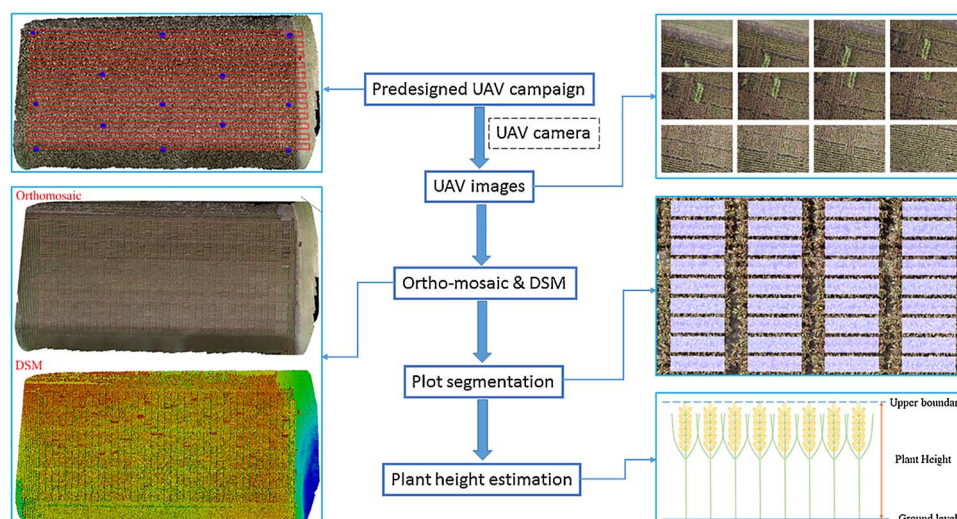 Predesigned UAV campaign
UAV camera
UAV images
Orthomosaic
Ortho-mosaic & DSM
DSM
Plot segmentation
Plant height estimation
Upper boundar
Plant Height
Ground level